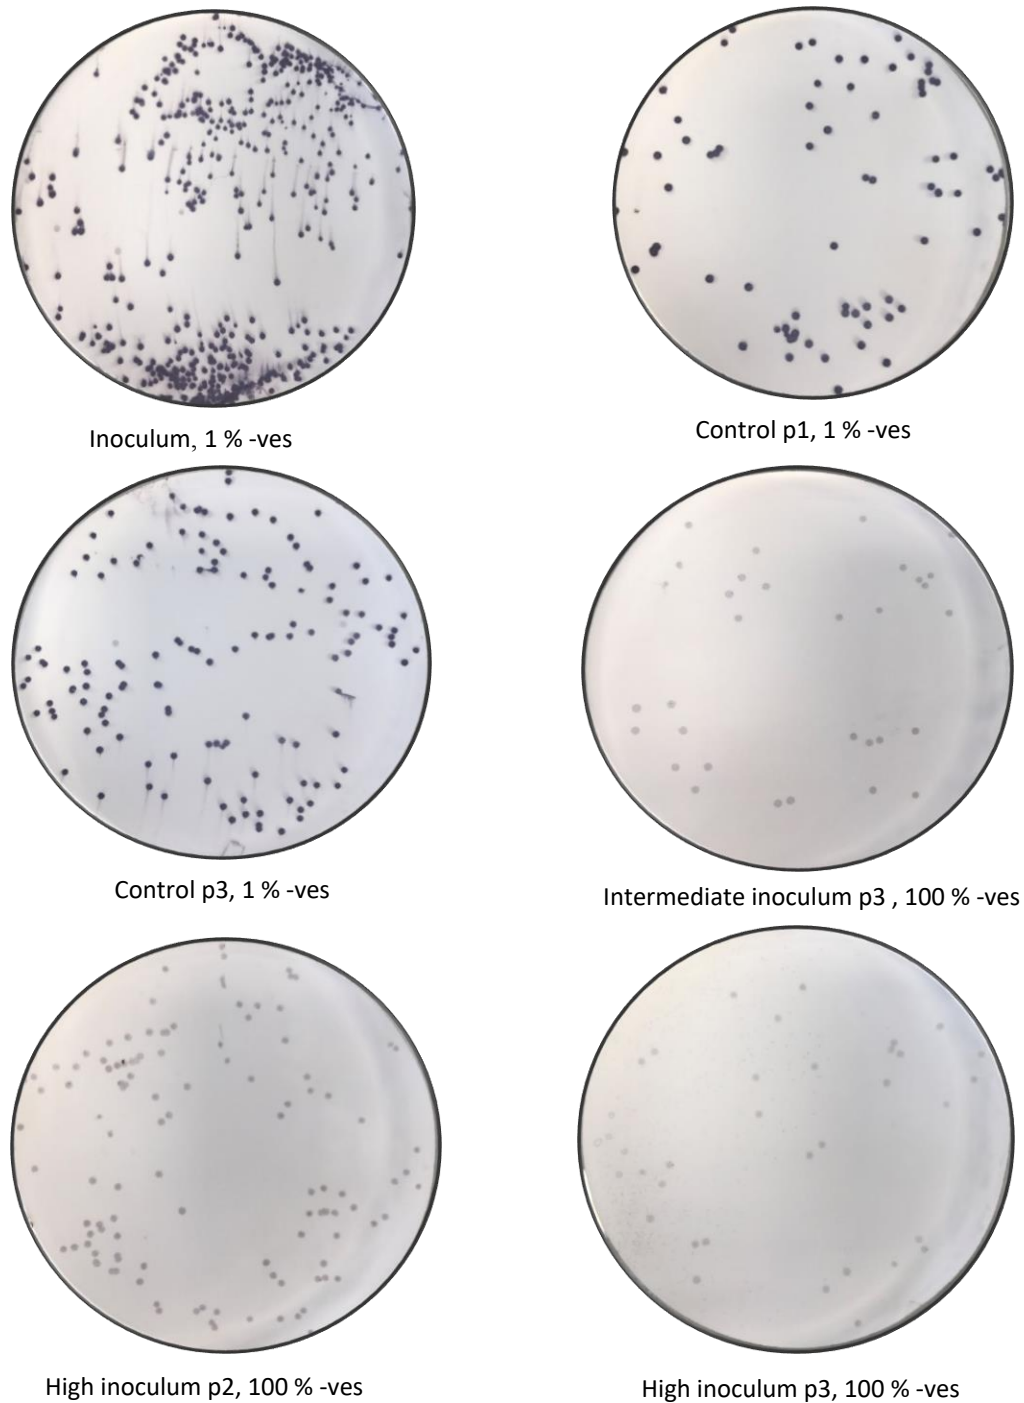 Inoculum, 1 % -ves
Control p1, 1 % -ves
Control p3, 1 % -ves
Intermediate inoculum p3 , 100 % -ves
High inoculum p2, 100 % -ves
High inoculum p3, 100 % -ves